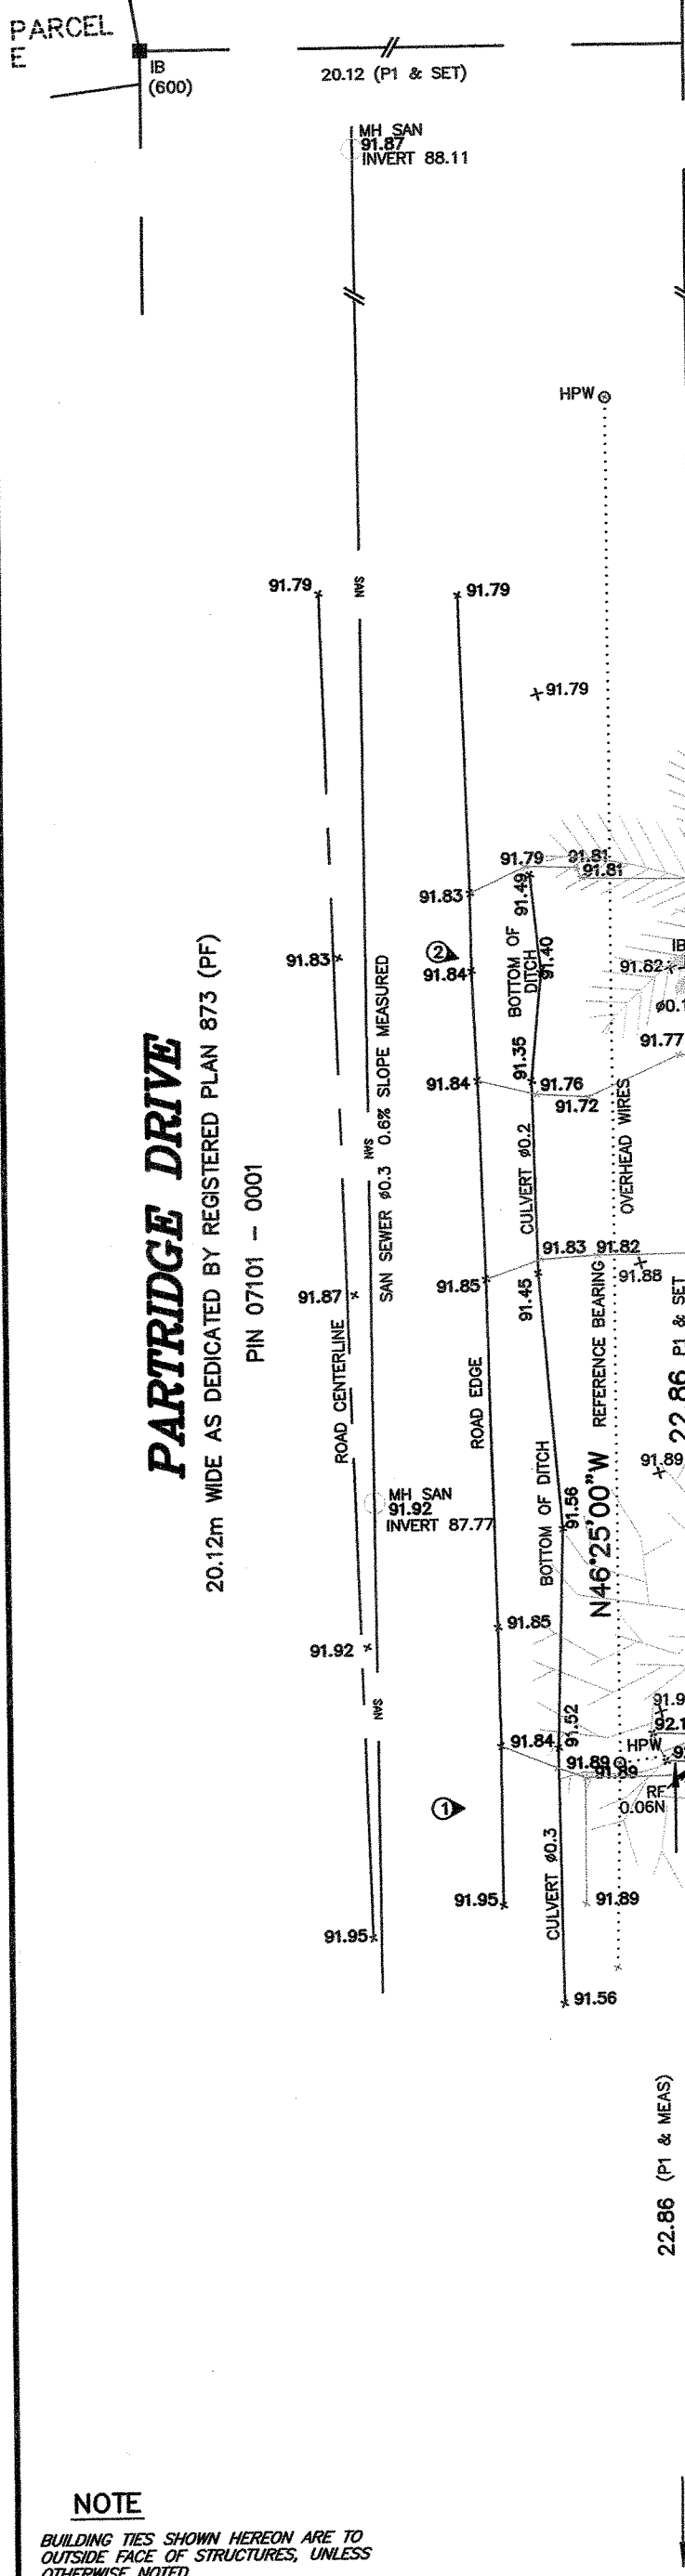 PARCEL
E
IB
(600)
20.12 (P1 & SET)
MH SAN
91.87
INVERT 88.11
HPW
91.79
SAN
91.79
91.79
91.79
91.81
91.81
91.83
91.49
91.83
2
91.84
BOTTOM OF
DITCH
91.40
IB
91.82
91.77
91.35
91.84
91.76
91.72
OVERHEAD WIRES
PARTRIDGE DRIVE
20.12m WIDE AS DEDICATED BY REGISTERED PLAN 873 (PF)
PIN 07101 - 0001
SAN
SAN SEWER ø0.3 0.6% SLOPE MEASURED
CULVERT ø0.2
91.83
91.82
91.88
91.87
91.85
91.45
ROAD CENTERLINE
ROAD EDGE
N46°25'00"W REFERENCE BEARING
22.86 P1 & SET
91.89
MH SAN
91.92
INVERT 87.77
BOTTOM OF DITCH
91.56
91.85
91.92
SAN
91.84
91.52
HPW
91.89
91.89
RF
0.06N
1
91.95
CULVERT ø0.3
91.89
91.95
91.56
22.86 (P1 & MEAS)
NOTE
BUILDING TIES SHOWN HEREON ARE TO
OUTSIDE FACE OF STRUCTURES, UNLESS
OTHERWISE NOTED